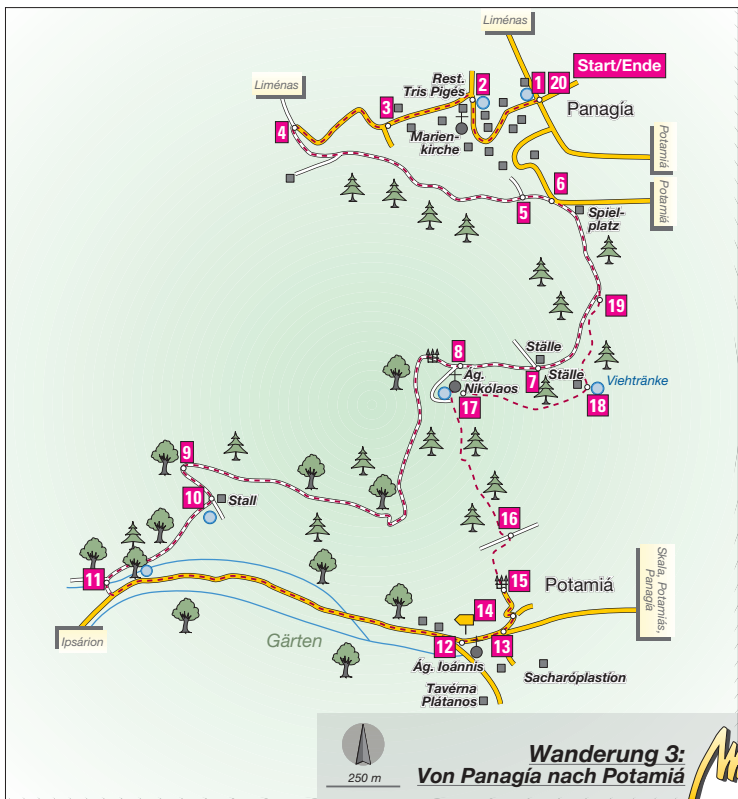 Liménas
Start/Ende
Rest.
Tris Pigés
2
1
20
Liménas
3
Panagía
4
Marien-
kirche
Potamiá
6
Potamiá
5
Spiel-
platz
19
8
Ställe
Ág.
Nikólaos
7
Ställe
Viehtränke
17
18
9
10
Stall
16
11
15
Potamiá
Skala, Potamiás,
Panagía
14
Ipsárion
Gärten
12
13
Ág. Ioánnis
Sacharóplastíon
Tavérna
Plátanos
250 m
Wanderung 3:
Von Panagía nach Potamiá